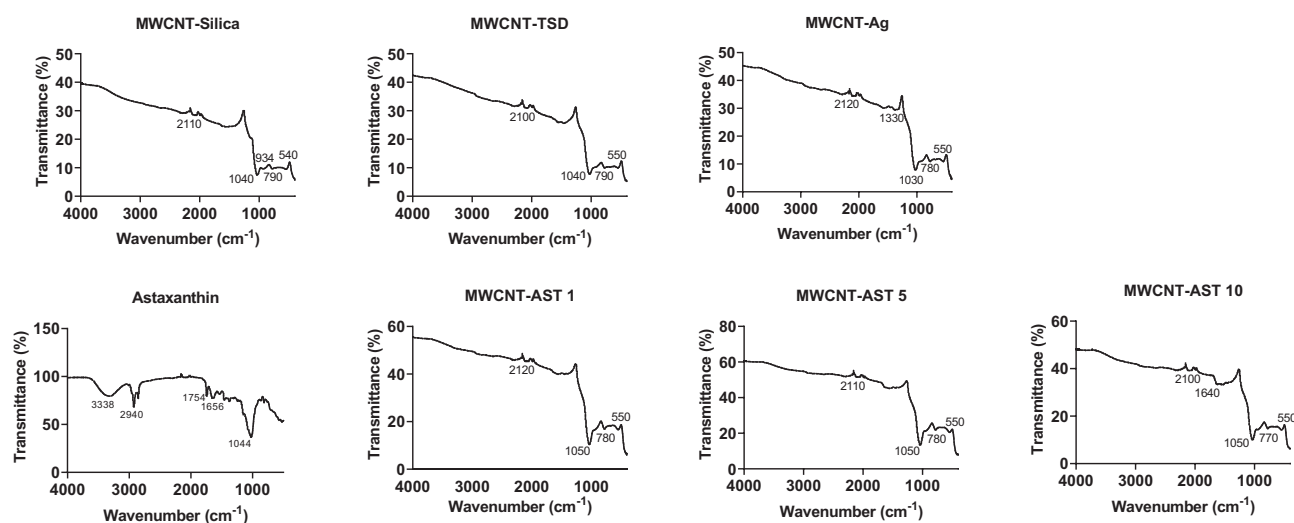 MWCNT-Silica
50
40
30
20
10
0
Transmittance (%)
2110
934
540
1040
790
4000 3000 2000 1000
Wavenumber (cm-1)
MWCNT-TSD
50
40
30
20
10
0
Transmittance (%)
2100
550
1040
790
4000 3000 2000 1000
Wavenumber (cm-1)
MWCNT-Ag
50
40
30
20
10
0
Transmittance (%)
2120
1330
550
780
1030
4000 3000 2000 1000
Wavenumber (cm-1)
Astaxanthin
150
100
50
0
Transmittance (%)
3338
2940
1754
1656
1044
4000 3000 2000 1000
Wavenumber (cm-1)
MWCNT-AST 1
60
40
20
0
Transmittance (%)
2120
550
1050
780
4000 3000 2000 1000
Wavenumber (cm-1)
MWCNT-AST 5
80
60
40
20
0
Transmittance (%)
2110
550
1050
780
4000 3000 2000 1000
Wavenumber (cm-1)
MWCNT-AST 10
60
40
20
0
Transmittance (%)
2100
1640
550
1050
770
4000 3000 2000 1000
Wavenumber (cm-1)